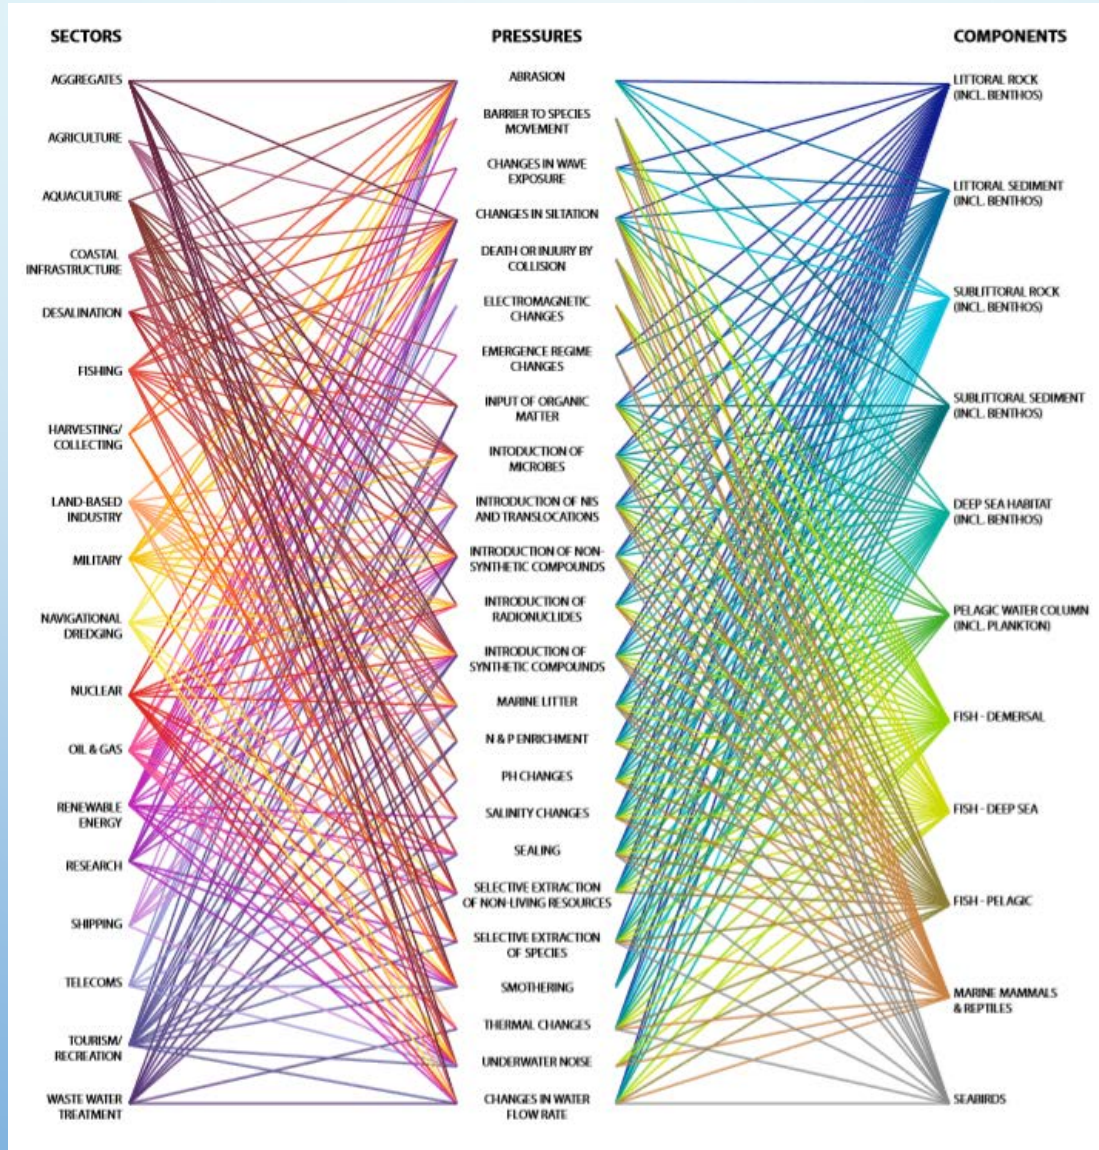 SECTORS
AGGREGATES
AGRICULTURE
AQUACULTURE
COASTAL
INFRASTRUCTURE
DESALINATION
FISHING
HARVESTING/
COLLECTING
LAND-BASED
INDUSTRY
MILITARY
NAVIGATIONAL
DREDGING
NUCLEAR
OIL & GAS
RENEWABLE
ENERGY
RESEARCH
SHIPPING
TELECOMS
TOURISM/
RECREATION
WASTE WATER
TREATMENT
PRESSURES
ABRASION
BARRIER TO SPECIES
MOVEMENT
CHANGES IN WAVE
EXPOSURE
CHANGES IN SILTATION
DEATH OR INJURY BY
COLLISION
ELECTROMAGNETIC
CHANGES
EMERGENCE REGIME
CHANGES
INPUT OF ORGANIC
MATTER
INTODUCTION OF
MICROBES
INTRODUCTION OF NIS
AND TRANSLOCATIONS
INTRODUCTION OF NON-
SYNTHETIC COMPOUNDS
INTRODUCTION OF
RADIONUCLIDES
INTRODUCTION OF
SYNTHETIC COMPOUNDS
MARINE LITTER
N & P ENRICHMENT
PH CHANGES
SALINITY CHANGES
SEALING
SELECTIVE EXTRACTION
OF NON-LIVING RESOURCES
SELECTIVE EXTRACTION
OF SPECIES
SMOTHERING
THERMAL CHANGES
UNDERWATER NOISE
CHANGES IN WATER
FLOW RATE
COMPONENTS
LITTORAL ROCK
(INCL. BENTHOS)
LITTORAL SEDIMENT
(INCL. BENTHOS)
SUBLITTORAL ROCK
(INCL. BENTHOS)
SUBLITTORAL SEDIMENT
(INCL. BENTHOS)
DEEP SEA HABITAT
(INCL. BENTHOS)
PELAGIC WATER COLUMN
(INCL. PLANKTON)
FISH - DEMERSAL
FISH - DEEP SEA
FISH - PELAGIC
MARINE MAMMALS
& REPTILES
SEABIRDS